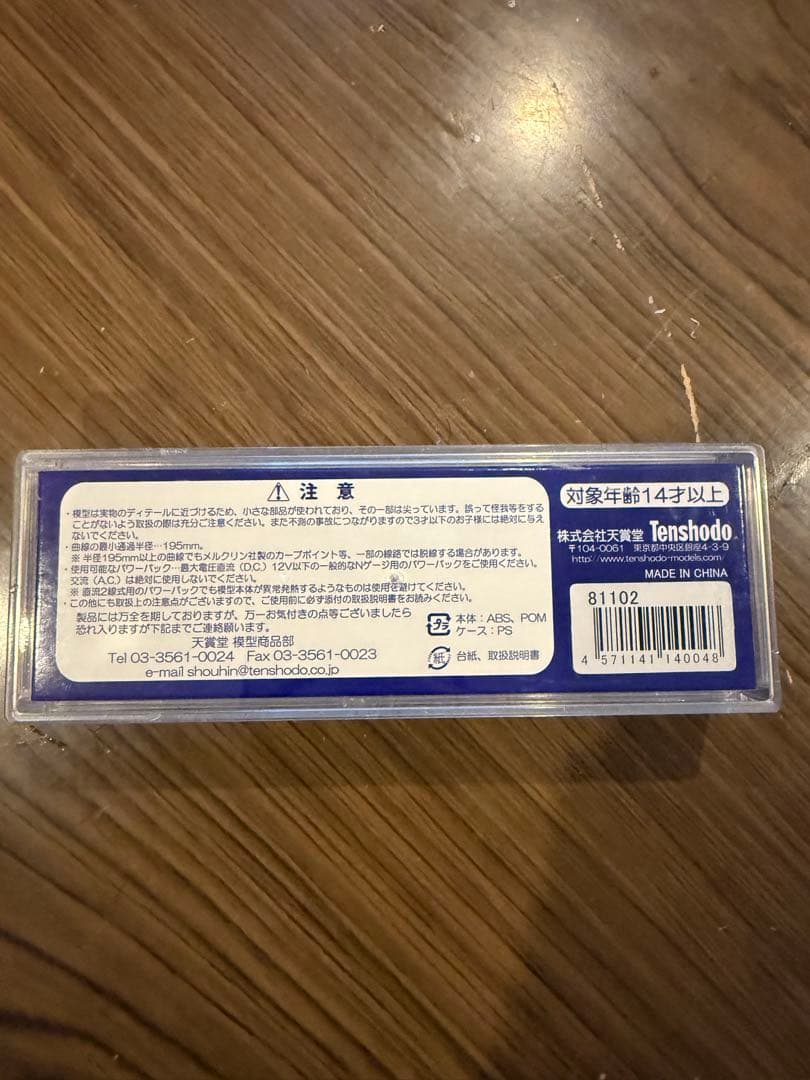 ⚠ 注 意
・模型は実物のディテールに近づけるため、小さな部品が使われており、その一部は尖っています。誤って怪我等をする
ことがないよう取扱の際は充分ご注意ください。また不測の事故につながりますので3才以下のお子様には絶対に与え
ないでください。
・曲線の最小通過半径…195mm。
※ 半径195mm以上の曲線でもメルクリン社製のカーブポイント等、一部の線路では脱線する場合があります。
・使用可能なパワーパック…最大電圧直流（D.C.）12V以下の一般的なNゲージ用のパワーパックをご使用ください。
交流（A.C.）は絶対に使用しないでください。
※ 直流2線式用のパワーパックでも模型本体が異常発熱するようなものは使用を避けてください。
・この他にも取扱上の注意点がございますので、ご使用前に必ず添付の取扱説明書をお読みください。
製品には万全を期しておりますが、万一お気付きの点等ございましたら
恐れ入りますが下記までご連絡願います。
天賞堂 模型商品部
Tel 03-3561-0024 Fax 03-3561-0023
e-mail shouhin@tenshodo.co.jp
プラ
本体：ABS、POM
ケース：PS
紙
台紙、取扱説明書
対象年齢14才以上
株式会社天賞堂 Tenshodo
〒104-0061 東京都中央区銀座4-3-9
http://www.tenshodo-models.com
MADE IN CHINA
81102
4 571141 140048